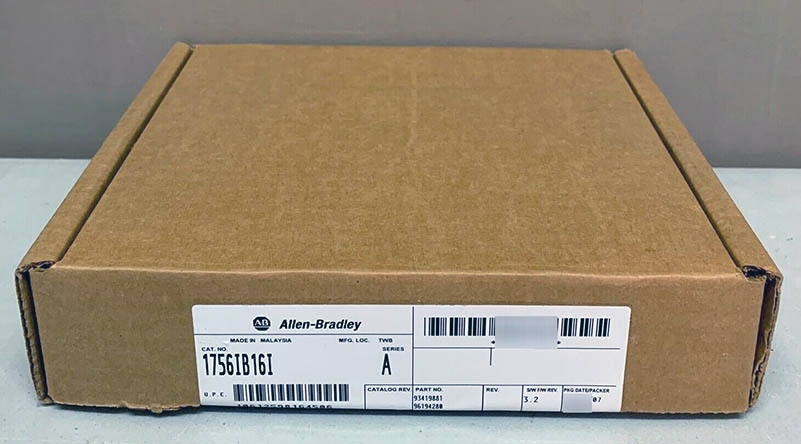 AB Allen-Bradley
MADE IN MALAYSIA MFG. LOC. TWB
CAT. NO. SERIES
1756IB16I A
U.P.C.
CATALOG REV. PART NO. REV. S/W F/W REV. PKG DATE/PACKER
93419881 3.2 07
96194280